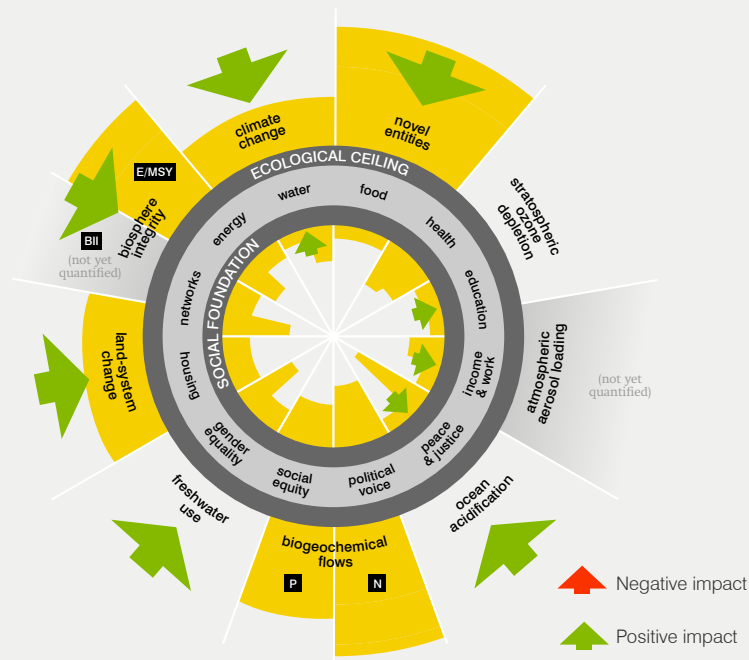 climate
change
novel
entities
ECOLOGICAL CEILING
E/MSY
BII
biosphere
integrity
(not yet
quantified)
stratospheric
ozone
depletion
water
food
energy
health
networks
education
SOCIAL FOUNDATION
housing
income
& work
land-system
change
atmospheric
aerosol loading
(not yet
quantified)
gender
equality
social
equity
political
voice
peace
& justice
freshwater
use
ocean
acidification
biogeochemical
flows
P
N
Negative impact
Positive impact